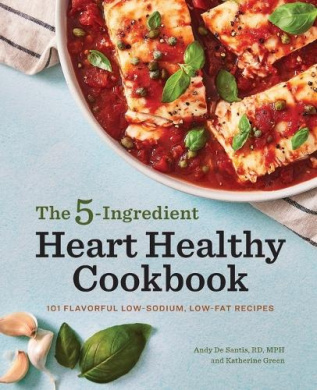 The 5-Ingredient
Heart Healthy
Cookbook
101 FLAVORFUL LOW-SODIUM, LOW-FAT RECIPES
Andy De Santis, RD, MPH
and Katherine Green